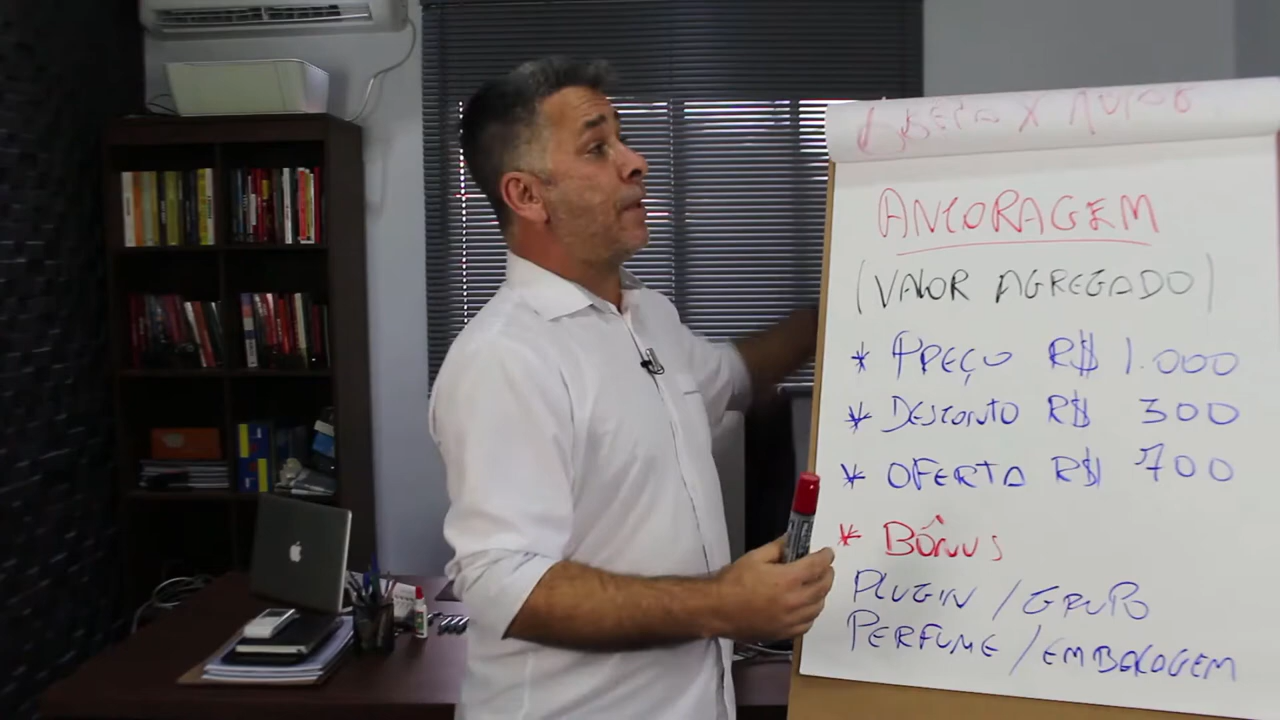 ANCORAGEM
(VALOR AGREGADO)
* PREÇO R$ 1.000
* DESCONTO R$ 300
* OFERTA R$ 700
* BÔNUS
PLUGIN / GRUPO
PERFUME / EMBALAGEM